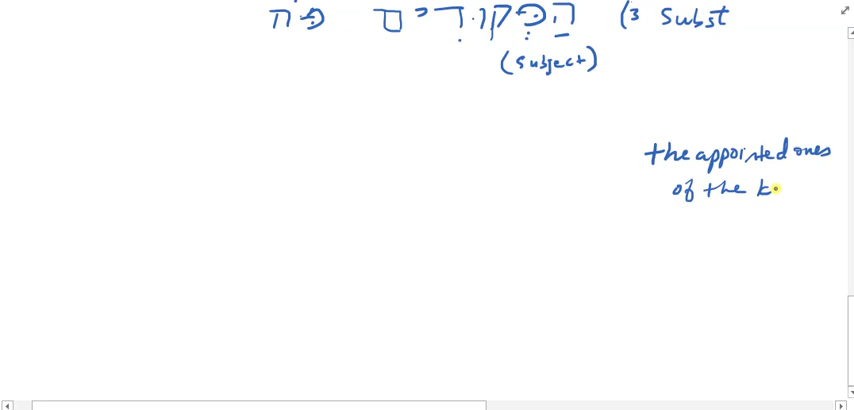 (3 Subst הַפְּקוּדִים פֹּה
(subject)
the appointed ones
of the k